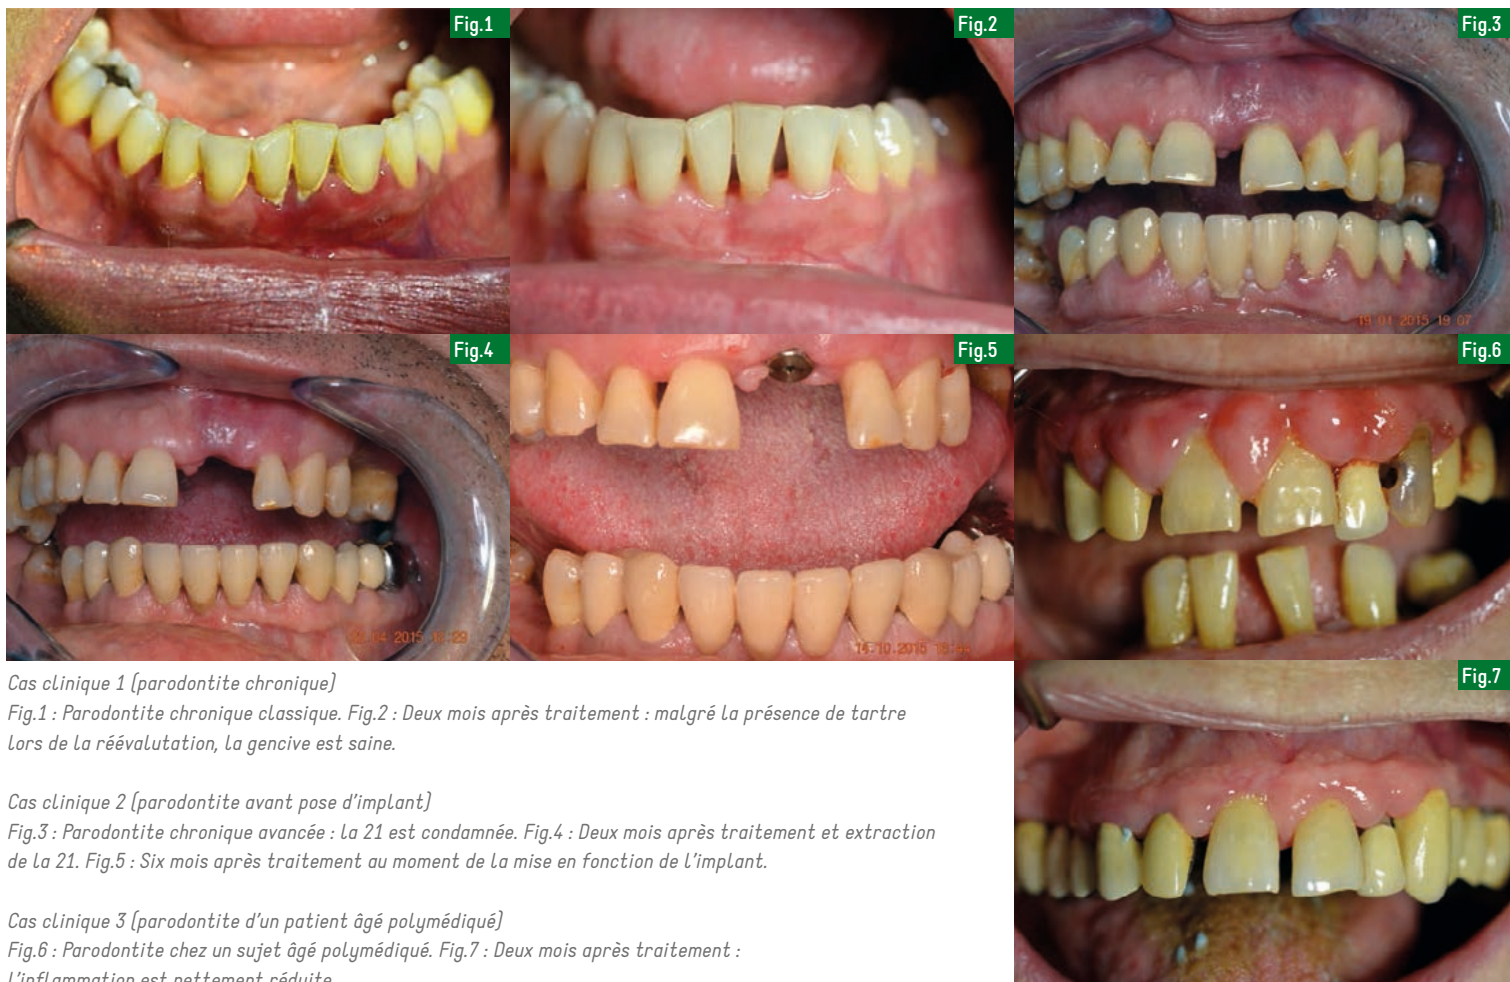 Fig.1
Fig.2
Fig.3
19 01 2015 19 07
Fig.4
04 2015
Fig.5
14 10 2015
Fig.6
Fig.7
Cas clinique 1 (parodontite chronique)
Fig.1 : Parodontite chronique classique. Fig.2 : Deux mois après traitement : malgré la présence de tartre
lors de la réévalutation, la gencive est saine.
Cas clinique 2 (parodontite avant pose d'implant)
Fig.3 : Parodontite chronique avancée : la 21 est condamnée. Fig.4 : Deux mois après traitement et extraction
de la 21. Fig.5 : Six mois après traitement au moment de la mise en fonction de l'implant.
Cas clinique 3 (parodontite d'un patient âgé polymédiqué)
Fig.6 : Parodontite chez un sujet âgé polymédiqué. Fig.7 : Deux mois après traitement :
l'inflammation est nettement réduite.